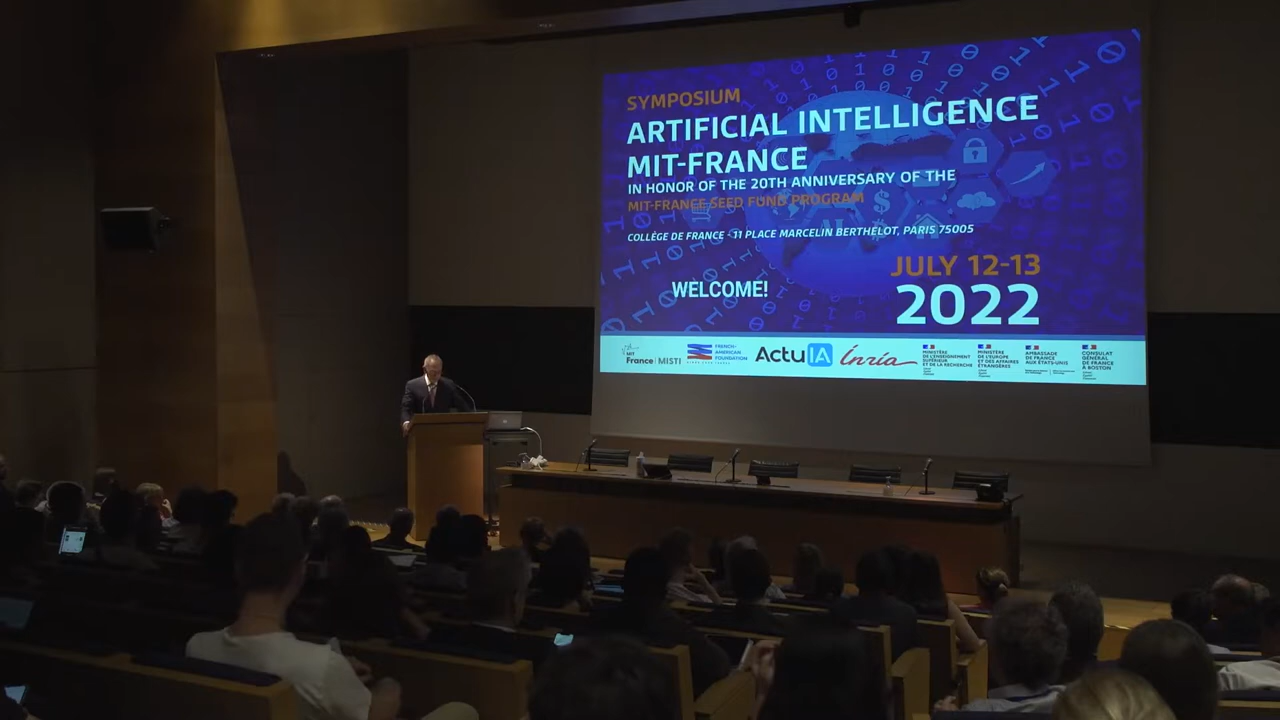 SYMPOSIUM
ARTIFICIAL INTELLIGENCE
MIT-FRANCE
IN HONOR OF THE 20TH ANNIVERSARY OF THE
MIT-FRANCE SEED FUND PROGRAM
COLLÈGE DE FRANCE - 11 PLACE MARCELIN BERTHELOT, PARIS 75005
JULY 12-13
WELCOME!
2022
MIT
France | MISTI
FRENCH-
AMERICAN
FOUNDATION
ActuIA
Inria
MINISTÈRE
DE L'ENSEIGNEMENT
SUPÉRIEUR
ET DE LA RECHERCHE
MINISTÈRE
DE L'EUROPE
ET DES AFFAIRES
ÉTRANGÈRES
AMBASSADE
DE FRANCE
AUX ÉTATS-UNIS
CONSULAT
GÉNÉRAL
DE FRANCE
À BOSTON